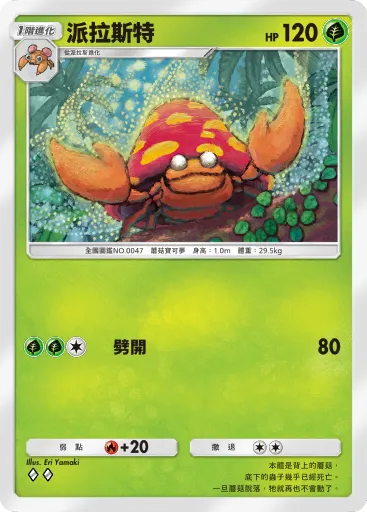 1階進化 派拉斯特 HP 120
從派拉斯進化
全國圖鑑NO.0047 蘑菇寶可夢 身高：1.0m 體重：29.5kg
劈開 80
弱點 +20 撤退
Illus. Eri Yamaki
本體是背上的蘑菇，
底下的蟲子幾乎已經死亡。
一旦蘑菇脫落，牠就再也不會動了。